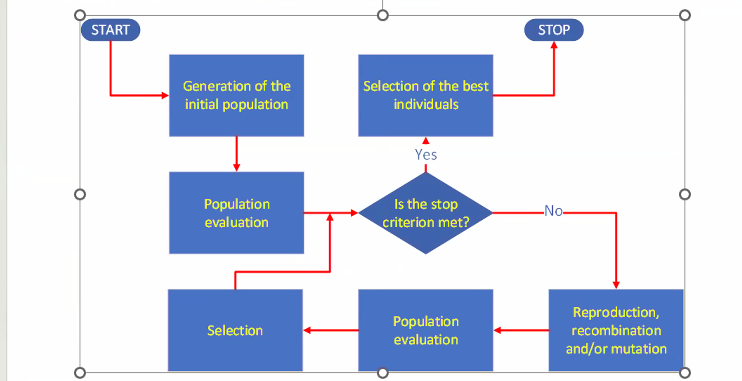 START
STOP
Generation of the
initial population
Selection of the best
individuals
Yes
Population
evaluation
Is the stop
criterion met?
No
Selection
Population
evaluation
Reproduction,
recombination
and/or mutation